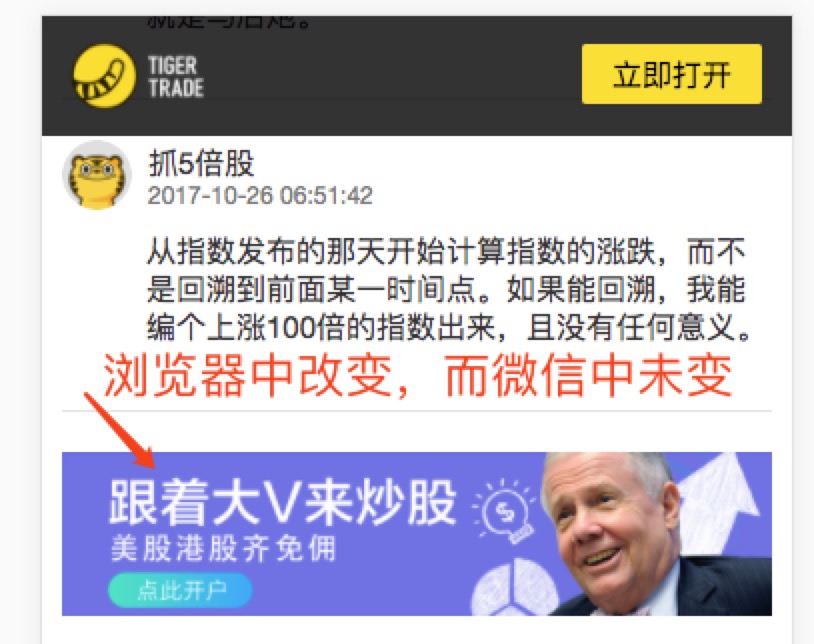 就是马后炮。
TIGER
TRADE
立即打开
抓5倍股
2017-10-26 06:51:42
从指数发布的那天开始计算指数的涨跌，而不
是回溯到前面某一时间点。如果能回溯，我能
编个上涨100倍的指数出来，且没有任何意义。
浏览器中改变，而微信中未变
跟着大V来炒股
美股港股齐免佣
点此开户